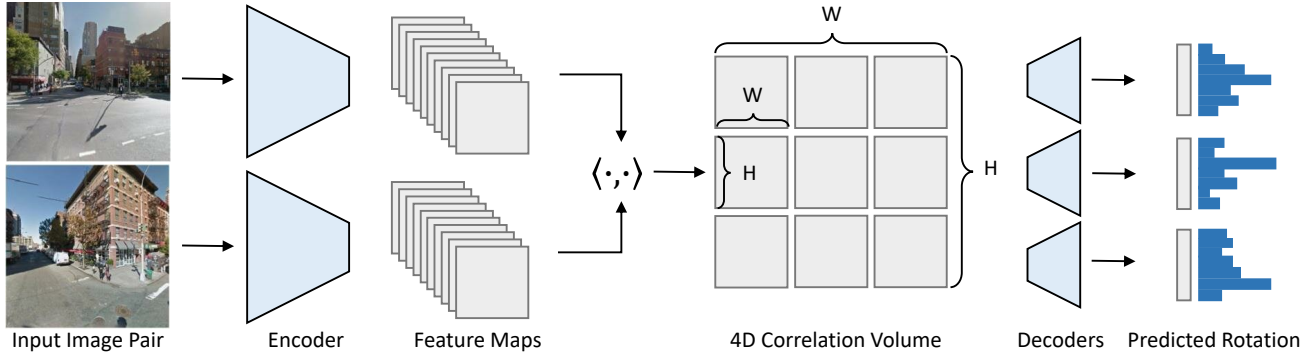 W
W
H
H
⟨·,·⟩
Input Image Pair
Encoder
Feature Maps
4D Correlation Volume
Decoders
Predicted Rotation